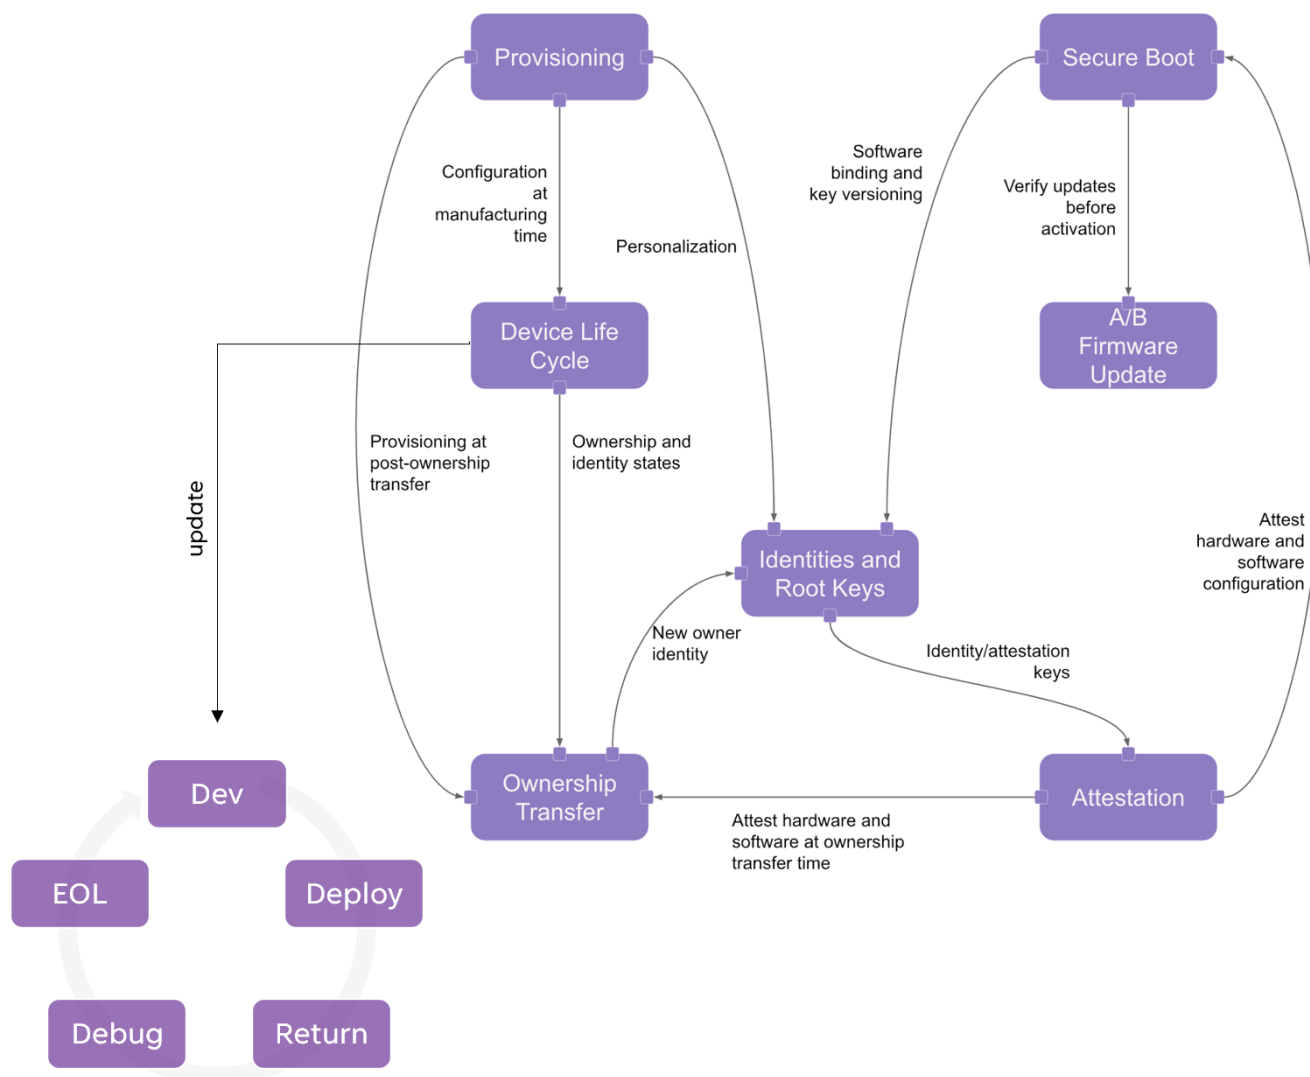 Provisioning
Secure Boot
Configuration
at
manufacturing
time
Personalization
Software
binding and
key versioning
Verify updates
before
activation
Device Life
Cycle
A/B
Firmware
Update
update
Provisioning at
post-ownership
transfer
Ownership and
identity states
Identities and
Root Keys
Attest
hardware and
software
configuration
New owner
identity
Identity/attestation
keys
Ownership
Transfer
Attestation
Attest hardware and
software at ownership
transfer time
Dev
EOL
Deploy
Debug
Return